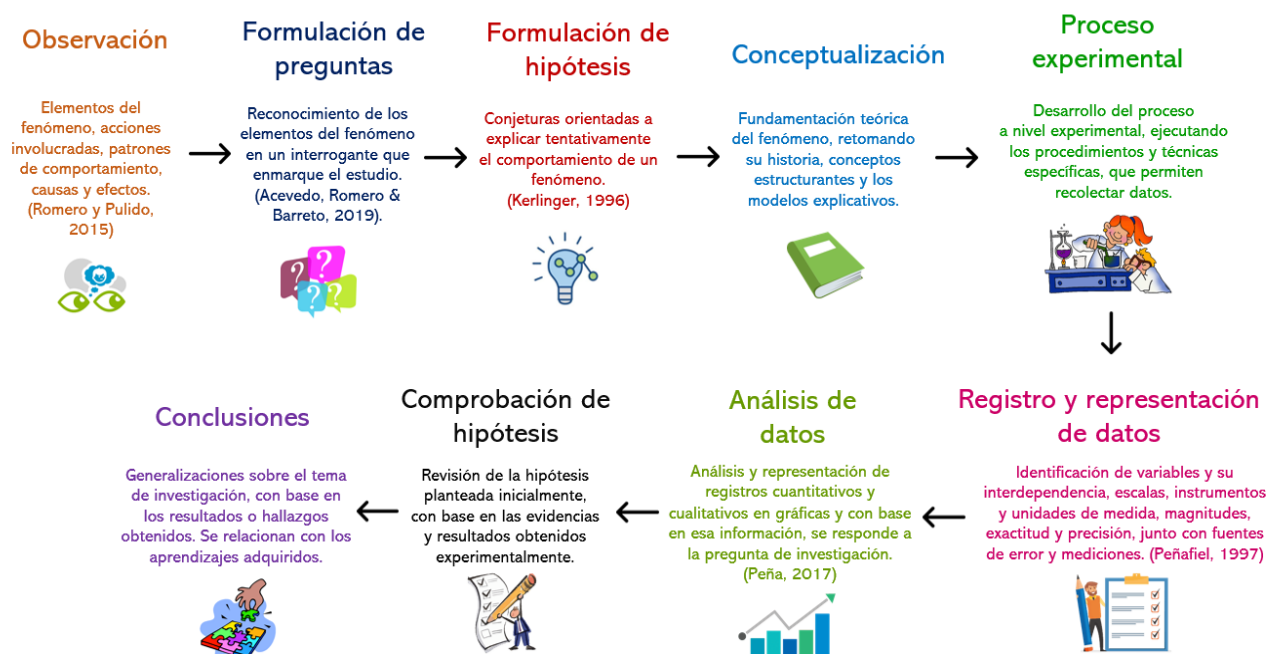 Observación
Elementos del
fenómeno, acciones
involucradas, patrones
de comportamiento,
causas y efectos.
(Romero y Pulido,
2015)
Formulación de
preguntas
Reconocimiento de los
elementos del fenómeno
en un interrogante que
enmarque el estudio.
(Acevedo, Romero &
Barreto, 2019).
? ? ? ?
Formulación de
hipótesis
Conjeturas orientadas a
explicar tentativamente
el comportamiento de un
fenómeno.
(Kerlinger, 1996)
Conceptualización
Fundamentación teórica
del fenómeno, retomando
su historia, conceptos
estructurantes y los
modelos explicativos.
Proceso
experimental
Desarrollo del proceso
a nivel experimental, ejecutando
los procedimientos y técnicas
específicas, que permiten
recolectar datos.
Registro y representación
de datos
Identificación de variables y su
interdependencia, escalas, instrumentos
y unidades de medida, magnitudes,
exactitud y precisión, junto con fuentes
de error y mediciones. (Peñafiel, 1997)
Análisis de
datos
Análisis y representación de
registros cuantitativos y
cualitativos en gráficas y con base
en esa información, se responde a
la pregunta de investigación.
(Peña, 2017)
Comprobación de
hipótesis
Revisión de la hipótesis
planteada inicialmente,
con base en las evidencias
y resultados obtenidos
experimentalmente.
Conclusiones
Generalizaciones sobre el tema
de investigación, con base en
los resultados o hallazgos
obtenidos. Se relacionan con los
aprendizajes adquiridos.